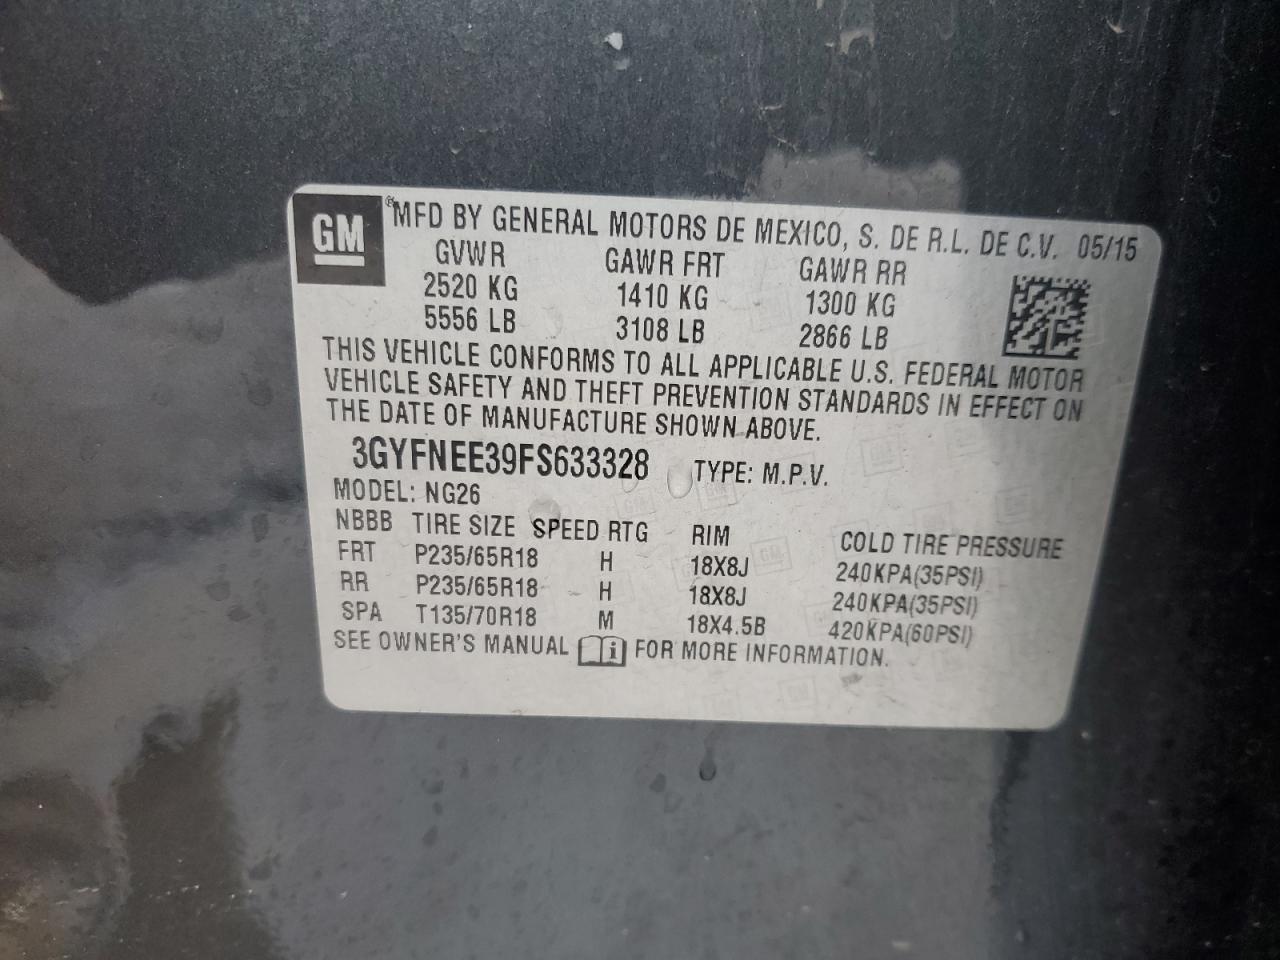 GM ® MFD BY GENERAL MOTORS DE MEXICO, S. DE R.L. DE C.V. 05/15
GVWR GAWR FRT GAWR RR
2520 KG 1410 KG 1300 KG
5556 LB 3108 LB 2866 LB
THIS VEHICLE CONFORMS TO ALL APPLICABLE U.S. FEDERAL MOTOR
VEHICLE SAFETY AND THEFT PREVENTION STANDARDS IN EFFECT ON
THE DATE OF MANUFACTURE SHOWN ABOVE.
3GYFNEE39FS633328 TYPE: M.P.V.
MODEL: NG26
NBBB TIRE SIZE SPEED RTG RIM COLD TIRE PRESSURE
FRT P235/65R18 H 18X8J 240KPA(35PSI)
RR P235/65R18 H 18X8J 240KPA(35PSI)
SPA T135/70R18 M 18X4.5B 420KPA(60PSI)
SEE OWNER'S MANUAL i FOR MORE INFORMATION.